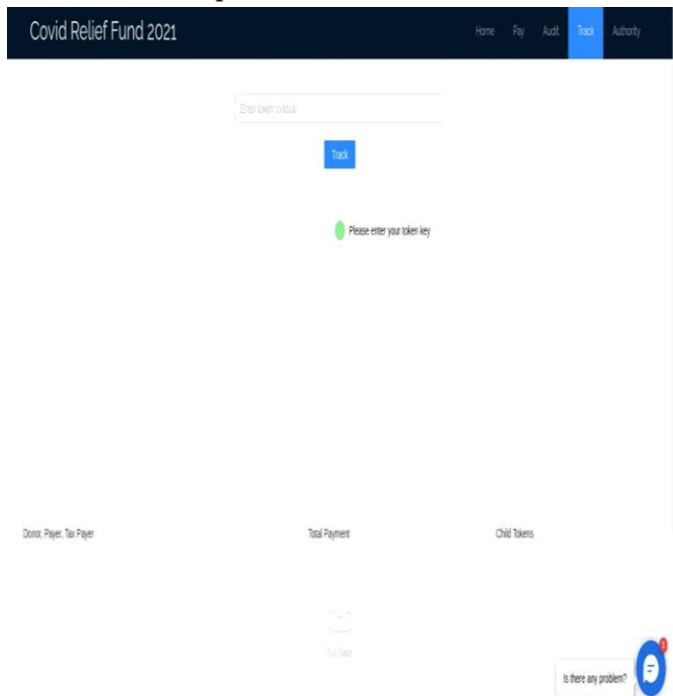 Covid Relief Fund 2021
Home Pay Audit Track Authority
Enter token to track
Track
Please enter your token key
Donor, Payer, Tax Payer Total Payment Child Tokens
1
Is there any problem?